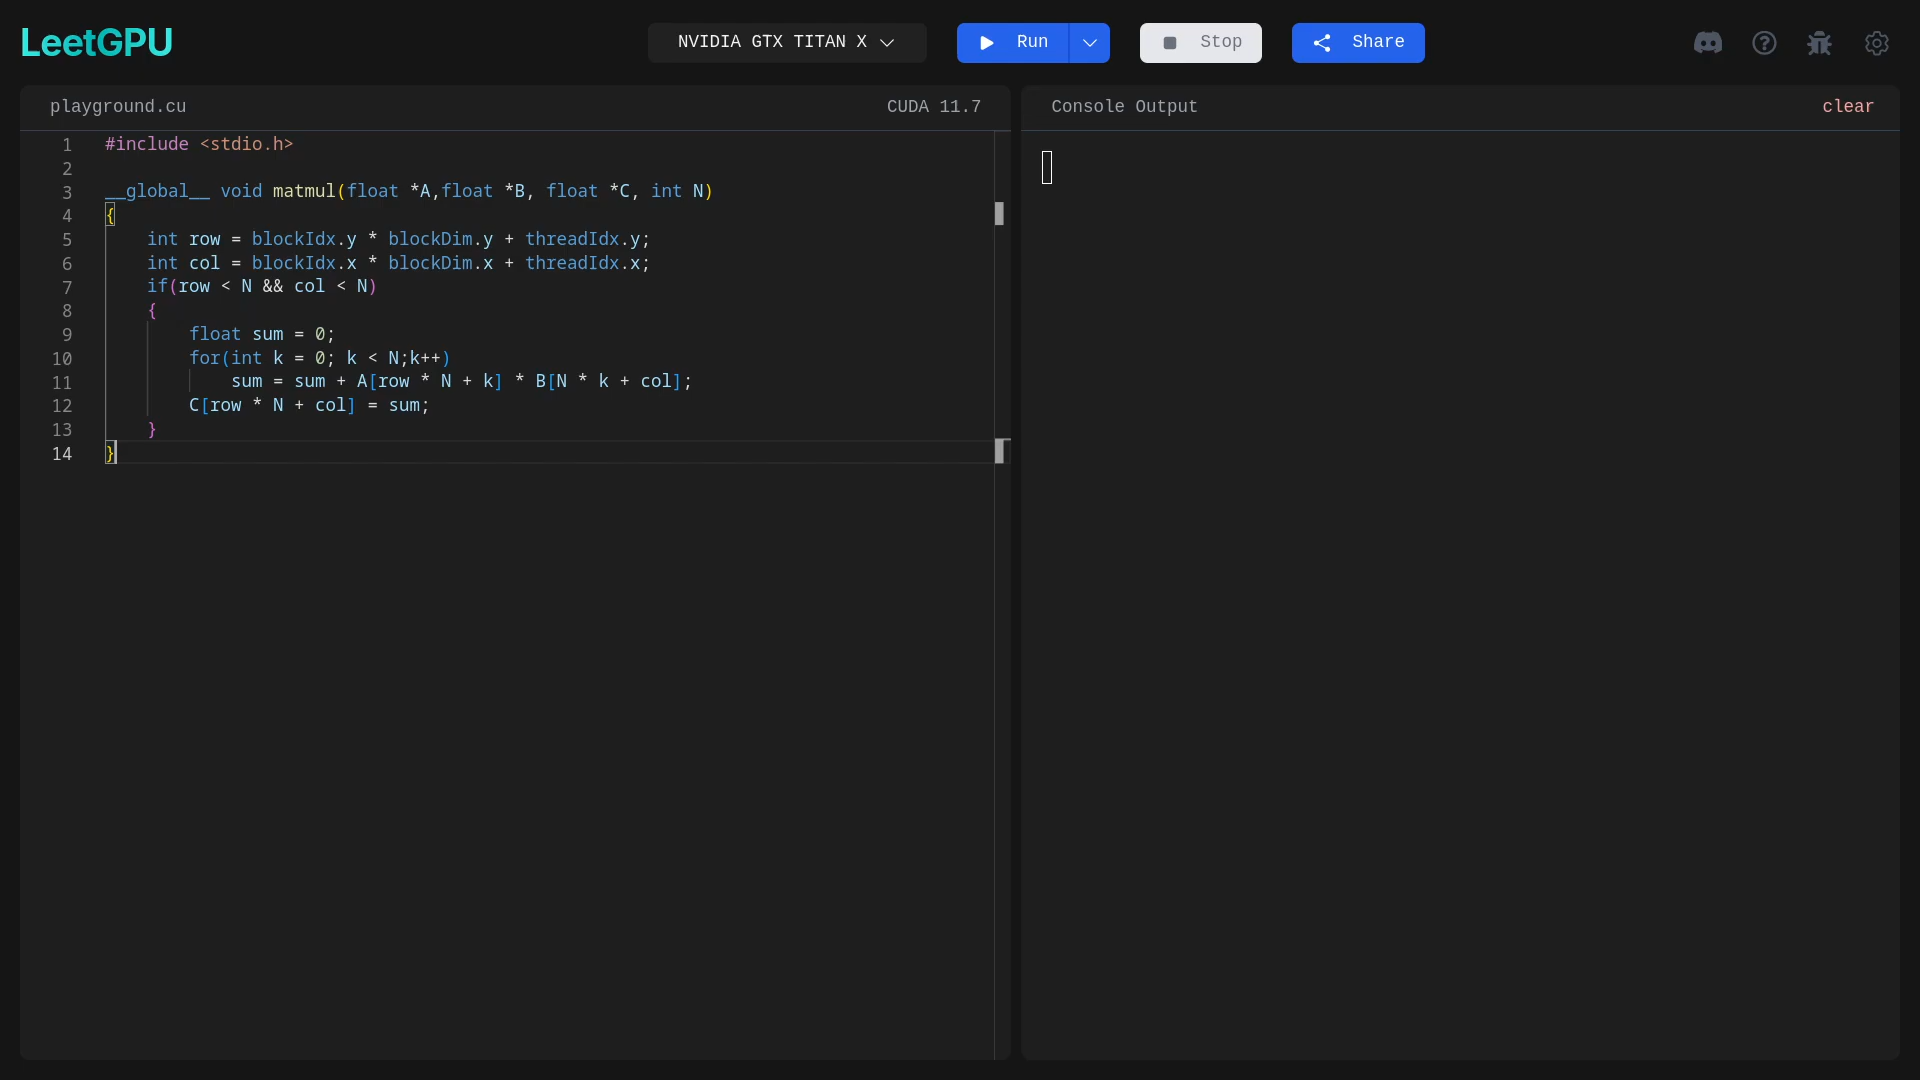 LeetGPU
NVIDIA GTX TITAN X
Run
Stop
Share
playground.cu
CUDA 11.7
1 #include <stdio.h>
2
3 __global__ void matmul(float *A,float *B, float *C, int N)
4 {
5     int row = blockIdx.y * blockDim.y + threadIdx.y;
6     int col = blockIdx.x * blockDim.x + threadIdx.x;
7     if(row < N && col < N)
8     {
9         float sum = 0;
10         for(int k = 0; k < N;k++)
11             sum = sum + A[row * N + k] * B[N * k + col];
12         C[row * N + col] = sum;
13     }
14 }
Console Output
clear